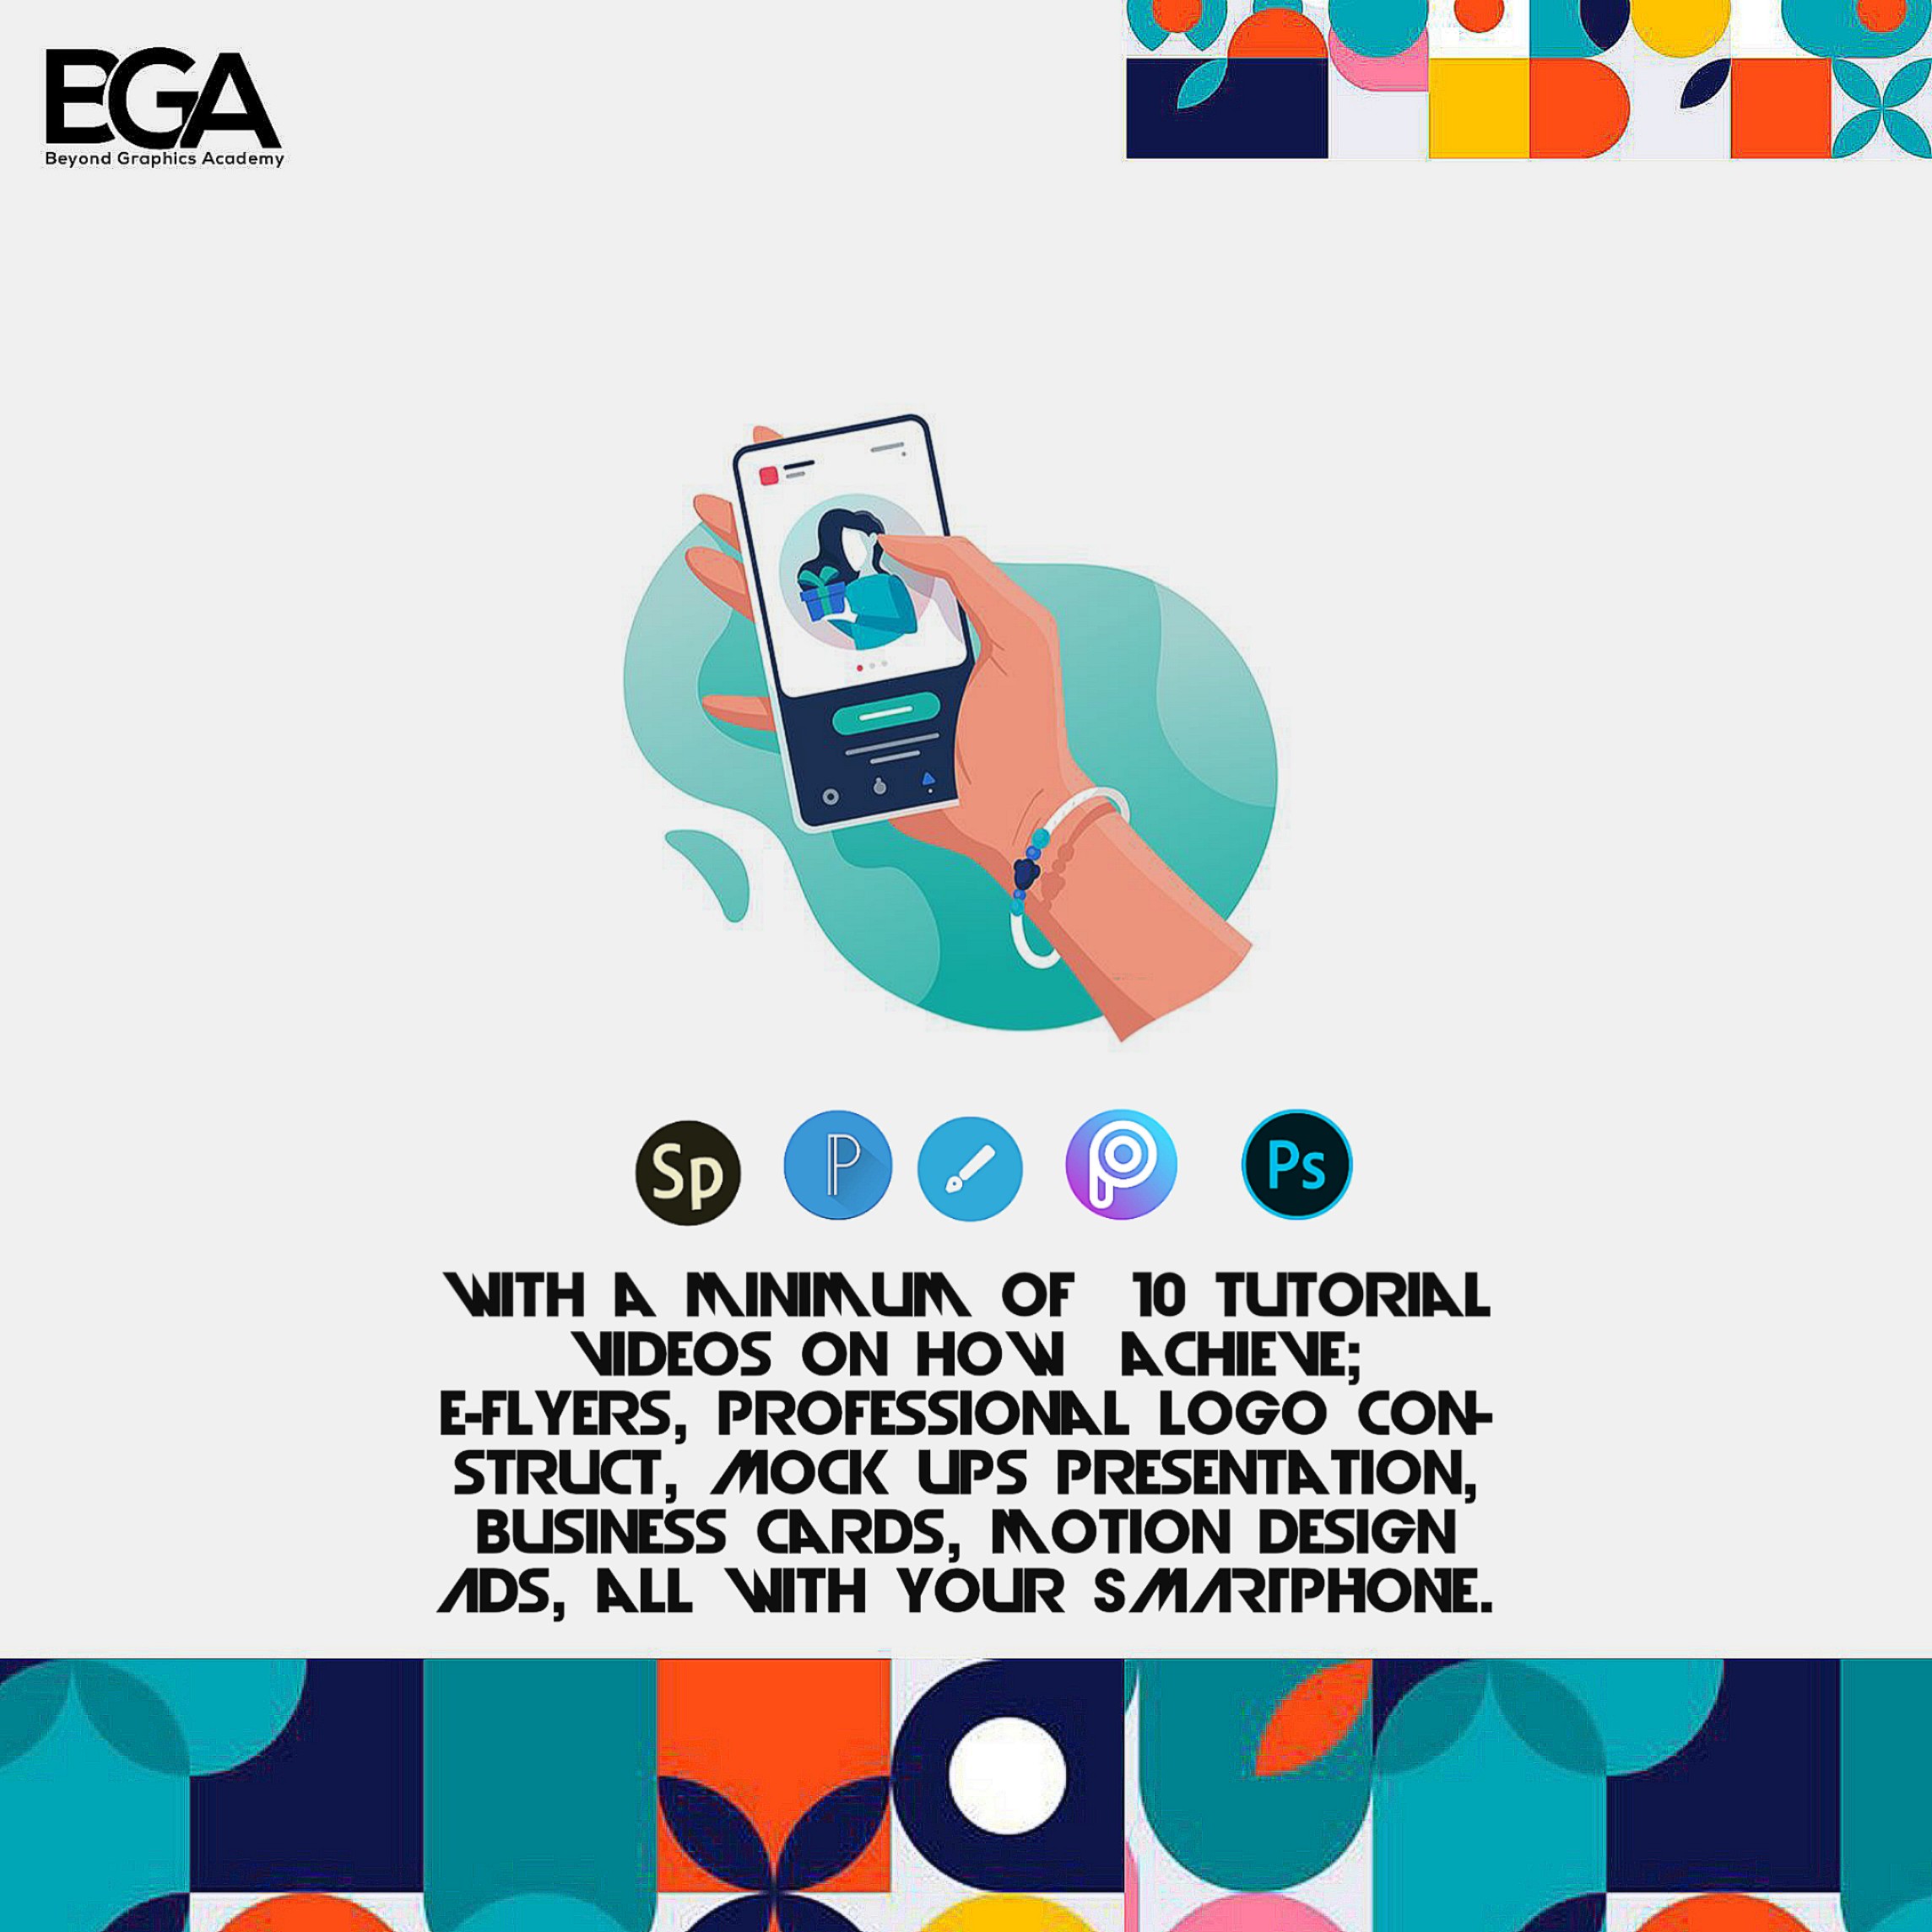 BGA
Beyond Graphics Academy
Sp
P
P
Ps
WITH A MINIMUM OF 10 TUTORIAL
VIDEOS ON HOW ACHIEVE;
E-FLYERS, PROFESSIONAL LOGO CON-
STRUCT, MOCK UPS PRESENTATION,
BUSINESS CARDS, MOTION DESIGN
ADS, ALL WITH YOUR SMARTPHONE.